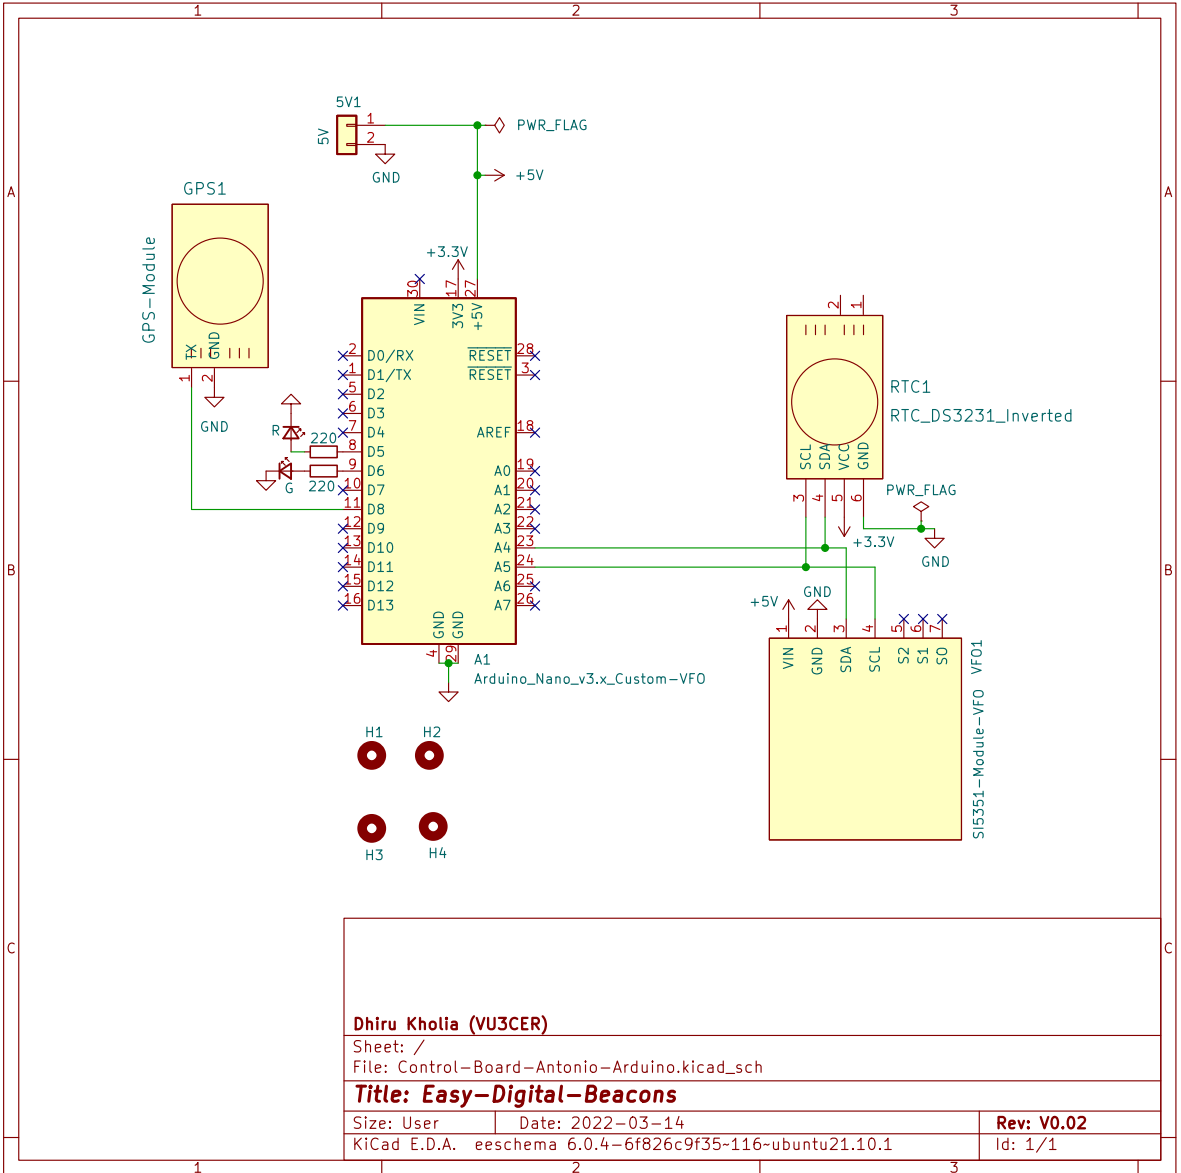 1
2
3
A
A
B
B
C
C
1
2
3
5V1
5V
1
2
GND
PWR_FLAG
+5V
GPS1
GPS-Module
TX
GND
1
2
GND
R
220
G
220
+3.3V
30
17
27
VIN
3V3
+5V
2 D0/RX
1 D1/TX
5 D2
6 D3
7 D4
8 D5
9 D6
10 D7
11 D8
12 D9
13 D10
14 D11
15 D12
16 D13
RESET 28
RESET 3
AREF 18
A0 19
A1 20
A2 21
A3 22
A4 23
A5 24
A6 25
A7 26
GND
GND
4
29
A1
Arduino_Nano_v3.x_Custom-VFO
2
1
RTC1
RTC_DS3231_Inverted
SCL
SDA
VCC
GND
3
4
5
6
PWR_FLAG
+3.3V
GND
+5V
GND
1
2
3
4
5
6
7
VIN
GND
SDA
SCL
S2
S1
S0
VFO1
SI5351-Module-VFO
H1
H2
H3
H4
Dhiru Kholia (VU3CER)
Sheet: /
File: Control-Board-Antonio-Arduino.kicad_sch
Title: Easy-Digital-Beacons
Size: User
Date: 2022-03-14
Rev: V0.02
KiCad E.D.A. eeschema 6.0.4-6f826c9f35~116~ubuntu21.10.1
Id: 1/1